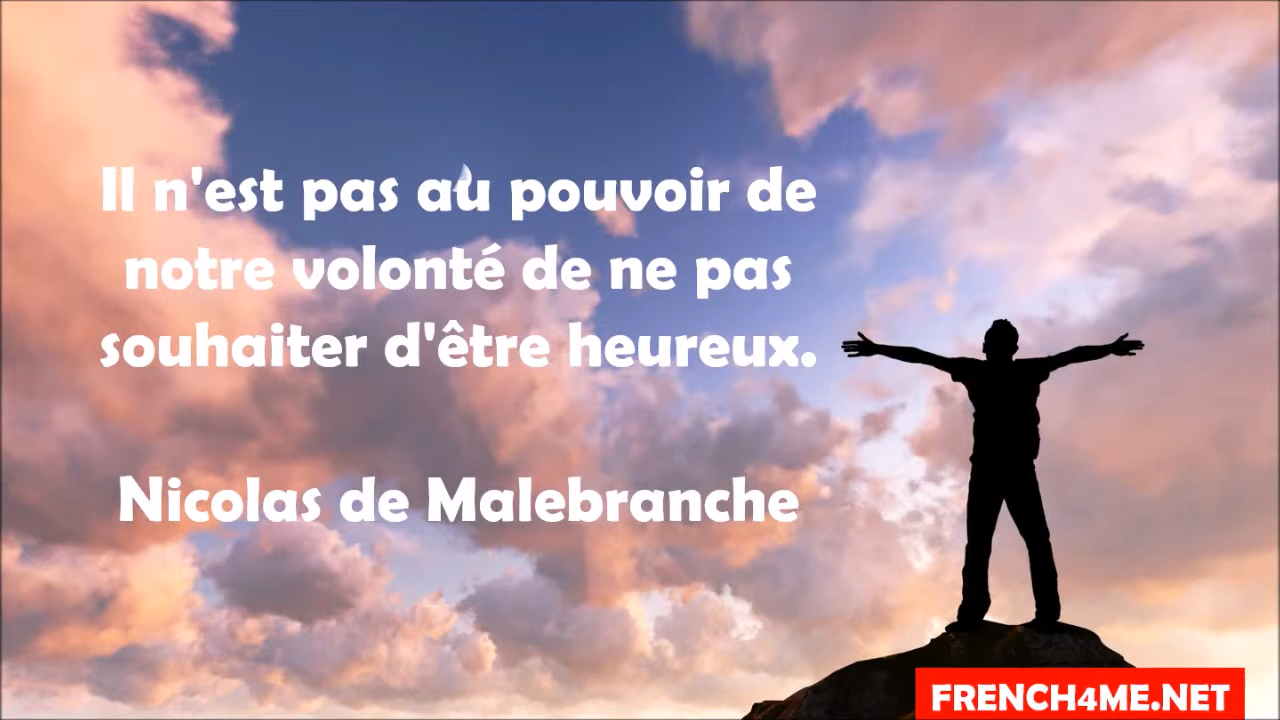 Il n'est pas au pouvoir de
notre volonté de ne pas
souhaiter d'être heureux.
Nicolas de Malebranche
FRENCH4ME.NET